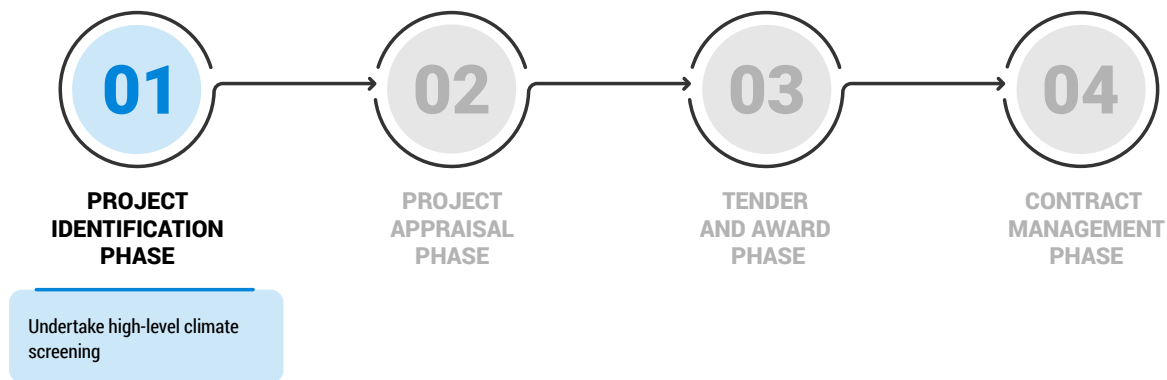 01
02
03
04
PROJECT
IDENTIFICATION
PHASE
PROJECT
APPRAISAL
PHASE
TENDER
AND AWARD
PHASE
CONTRACT
MANAGEMENT
PHASE
Undertake high-level climate
screening